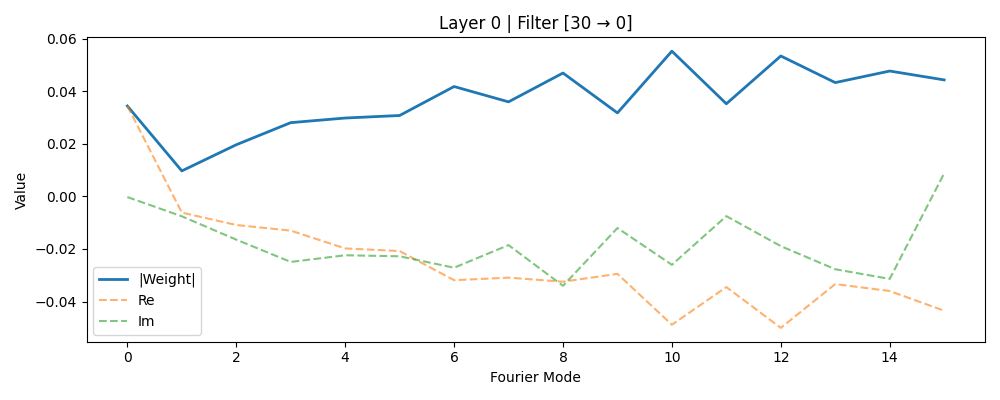 Layer 0 | Filter [30 → 0]
0.06
0.04
0.02
0.00
−0.02
−0.04
Value
|Weight|
Re
Im
0 2 4 6 8 10 12 14
Fourier Mode